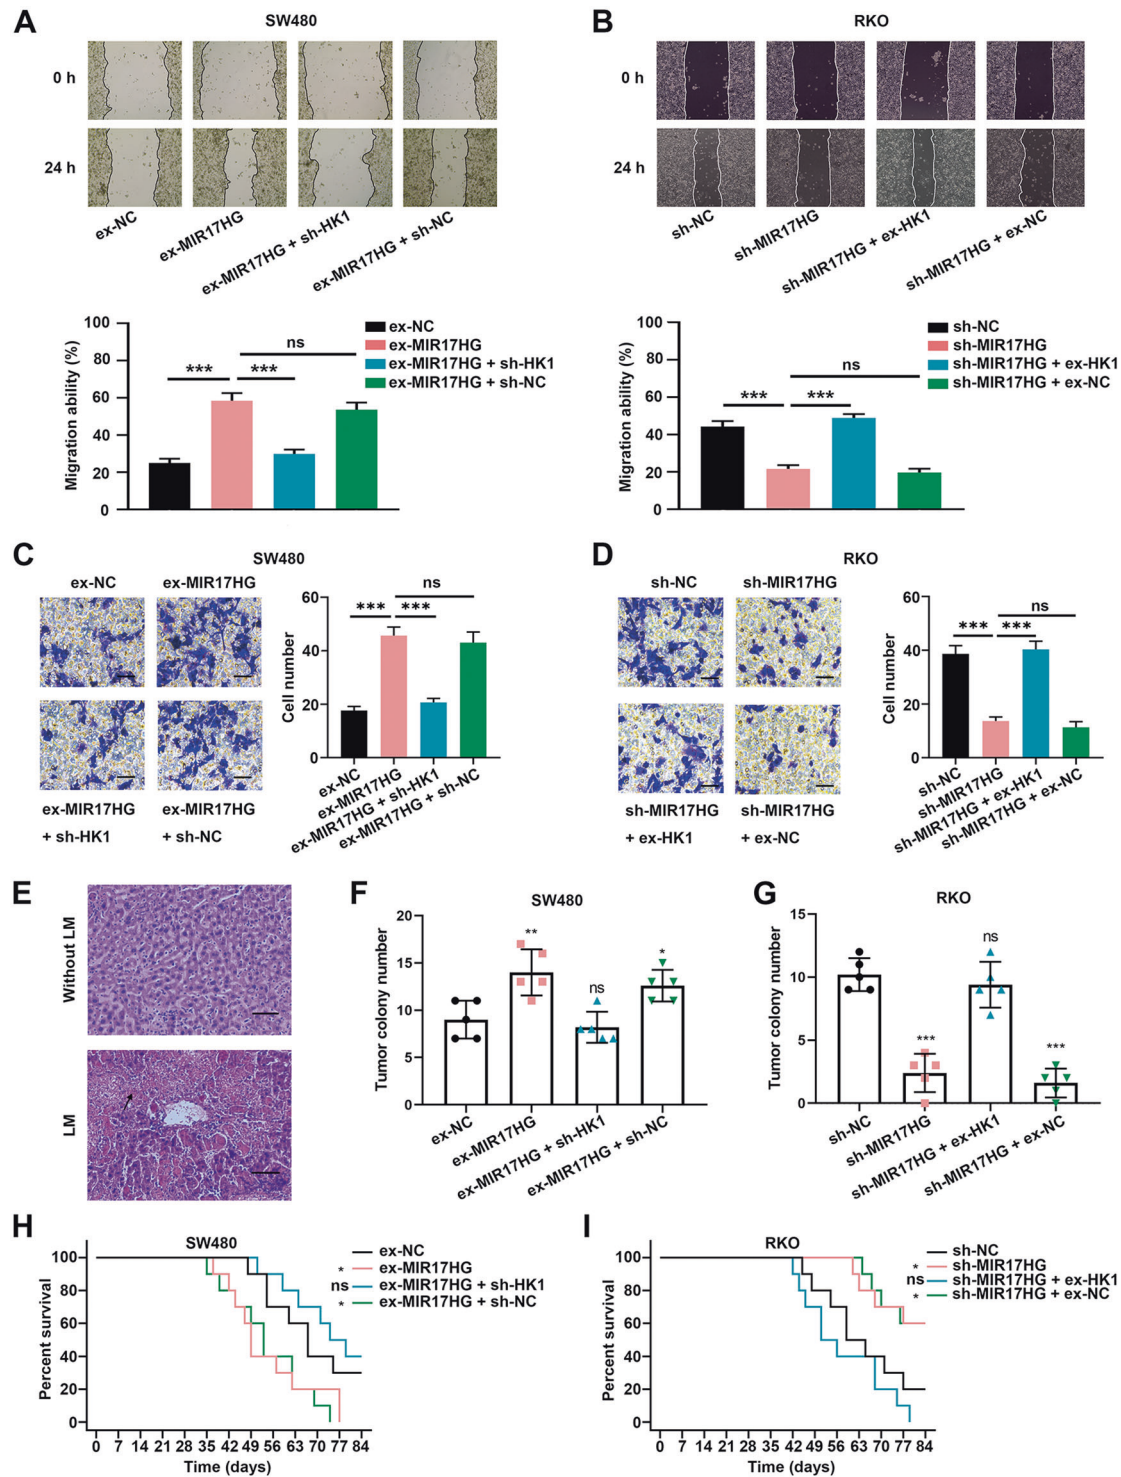 A
SW480
0 h
24 h
ex-NC
ex-MIR17HG
ex-MIR17HG + sh-HK1
ex-MIR17HG + sh-NC
Migration ability (%)
100
80
60
40
20
0
***
***
ns
ex-NC
ex-MIR17HG
ex-MIR17HG + sh-HK1
ex-MIR17HG + sh-NC
B
RKO
0 h
24 h
sh-NC
sh-MIR17HG
sh-MIR17HG + ex-HK1
sh-MIR17HG + ex-NC
Migration ability (%)
100
80
60
40
20
0
***
***
ns
sh-NC
sh-MIR17HG
sh-MIR17HG + ex-HK1
sh-MIR17HG + ex-NC
C
SW480
ex-NC
ex-MIR17HG
ex-MIR17HG
+ sh-HK1
ex-MIR17HG
+ sh-NC
Cell number
60
40
20
0
***
***
ns
ex-NC
ex-MIR17HG
ex-MIR17HG + sh-HK1
ex-MIR17HG + sh-NC
D
RKO
sh-NC
sh-MIR17HG
sh-MIR17HG
+ ex-HK1
sh-MIR17HG
+ ex-NC
Cell number
60
40
20
0
***
***
ns
sh-NC
sh-MIR17HG
sh-MIR17HG + ex-HK1
sh-MIR17HG + ex-NC
E
Without LM
LM
F
SW480
Tumor colony number
20
15
10
5
0
**
ns
*
ex-NC
ex-MIR17HG
ex-MIR17HG + sh-HK1
ex-MIR17HG + sh-NC
G
RKO
Tumor colony number
15
10
5
0
***
ns
***
sh-NC
sh-MIR17HG
sh-MIR17HG + ex-HK1
sh-MIR17HG + ex-NC
H
SW480
Percent survival
100
80
60
40
20
0
0 7 14 21 28 35 42 49 56 63 70 77 84
Time (days)
ex-NC
* ex-MIR17HG
ns ex-MIR17HG + sh-HK1
* ex-MIR17HG + sh-NC
I
RKO
Percent survival
100
80
60
40
20
0
0 7 14 21 28 35 42 49 56 63 70 77 84
Time (days)
sh-NC
* sh-MIR17HG
ns sh-MIR17HG + ex-HK1
* sh-MIR17HG + ex-NC